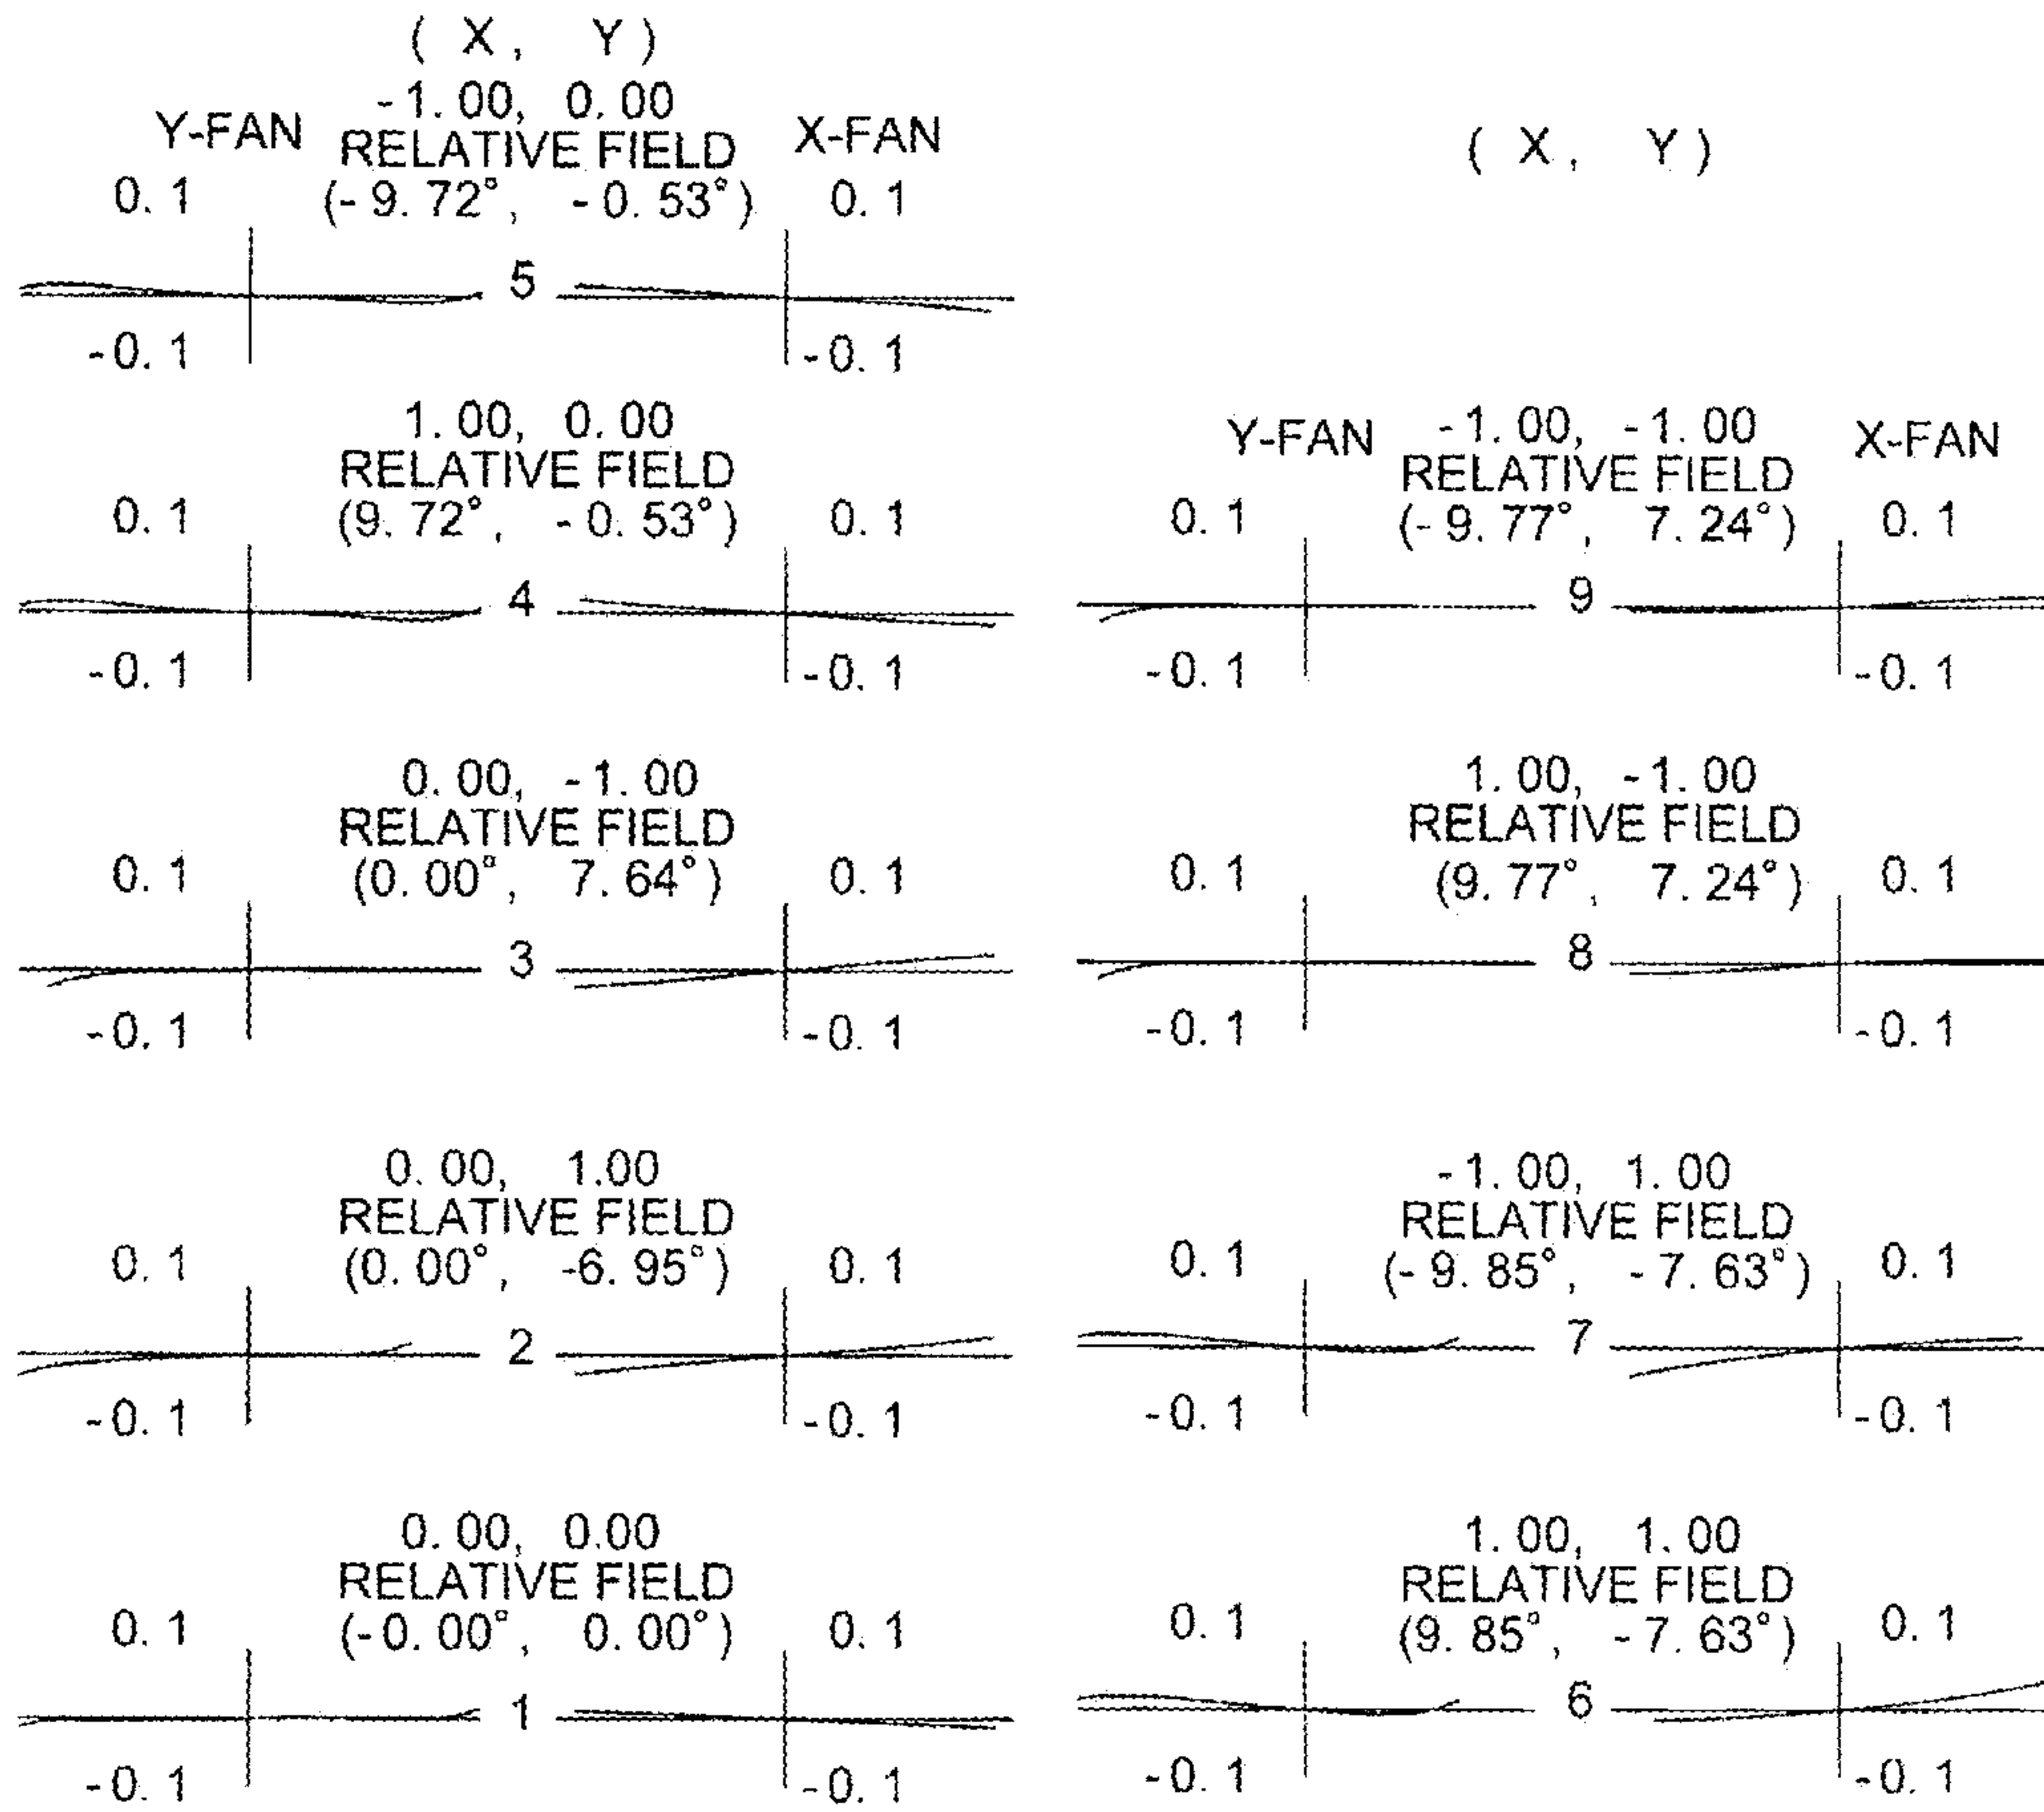 ( X, Y )
-1.00, 0.00
Y-FAN RELATIVE FIELD X-FAN
0.1 (-9.72°, -0.53°) 0.1
5
-0.1 -0.1
1.00, 0.00
RELATIVE FIELD
0.1 (9.72°, -0.53°) 0.1
4
-0.1 -0.1
0.00, -1.00
RELATIVE FIELD
0.1 (0.00°, 7.64°) 0.1
3
-0.1 -0.1
0.00, 1.00
RELATIVE FIELD
0.1 (0.00°, -6.95°) 0.1
2
-0.1 -0.1
0.00, 0.00
RELATIVE FIELD
0.1 (-0.00°, 0.00°) 0.1
1
-0.1 -0.1
( X, Y )
Y-FAN -1.00, -1.00 X-FAN
RELATIVE FIELD
0.1 (-9.77°, 7.24°) 0.1
9
-0.1 -0.1
1.00, -1.00
RELATIVE FIELD
0.1 (9.77°, 7.24°) 0.1
8
-0.1 -0.1
-1.00, 1.00
RELATIVE FIELD
0.1 (-9.85°, -7.63°) 0.1
7
-0.1 -0.1
1.00, 1.00
RELATIVE FIELD
0.1 (9.85°, -7.63°) 0.1
6
-0.1 -0.1